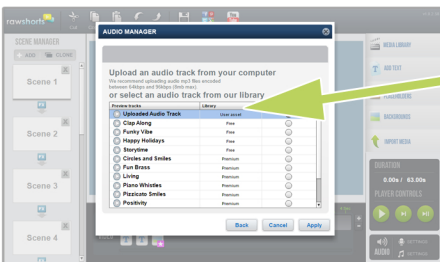 rawshorts
AUDIO MANAGER
SCENE MANAGER
ADD
CLONE
Scene 1
Scene 2
Scene 3
Scene 4
Upload an audio track from your computer
We recommend uploading audio mp3 files encoded
between 64kbps and 96kbps (6mb max)
or select an audio track from our library
Preview tracks Library
Uploaded Audio Track User asset
Clap Along Free
Funky Vibe Free
Happy Holidays Free
Storytime Free
Circles and Smiles Premium
Fun Brass Premium
Living Premium
Piano Whistles Premium
Pizzicato Smiles Premium
Positivity Premium
Back Cancel Apply
MEDIA LIBRARY
T ADD TEXT
PLACEHOLDERS
BACKGROUNDS
IMPORT MEDIA
DURATION
0.00s / 63.00s
PLAYER CONTROLS
AUDIO
SETTINGS
SETTINGS